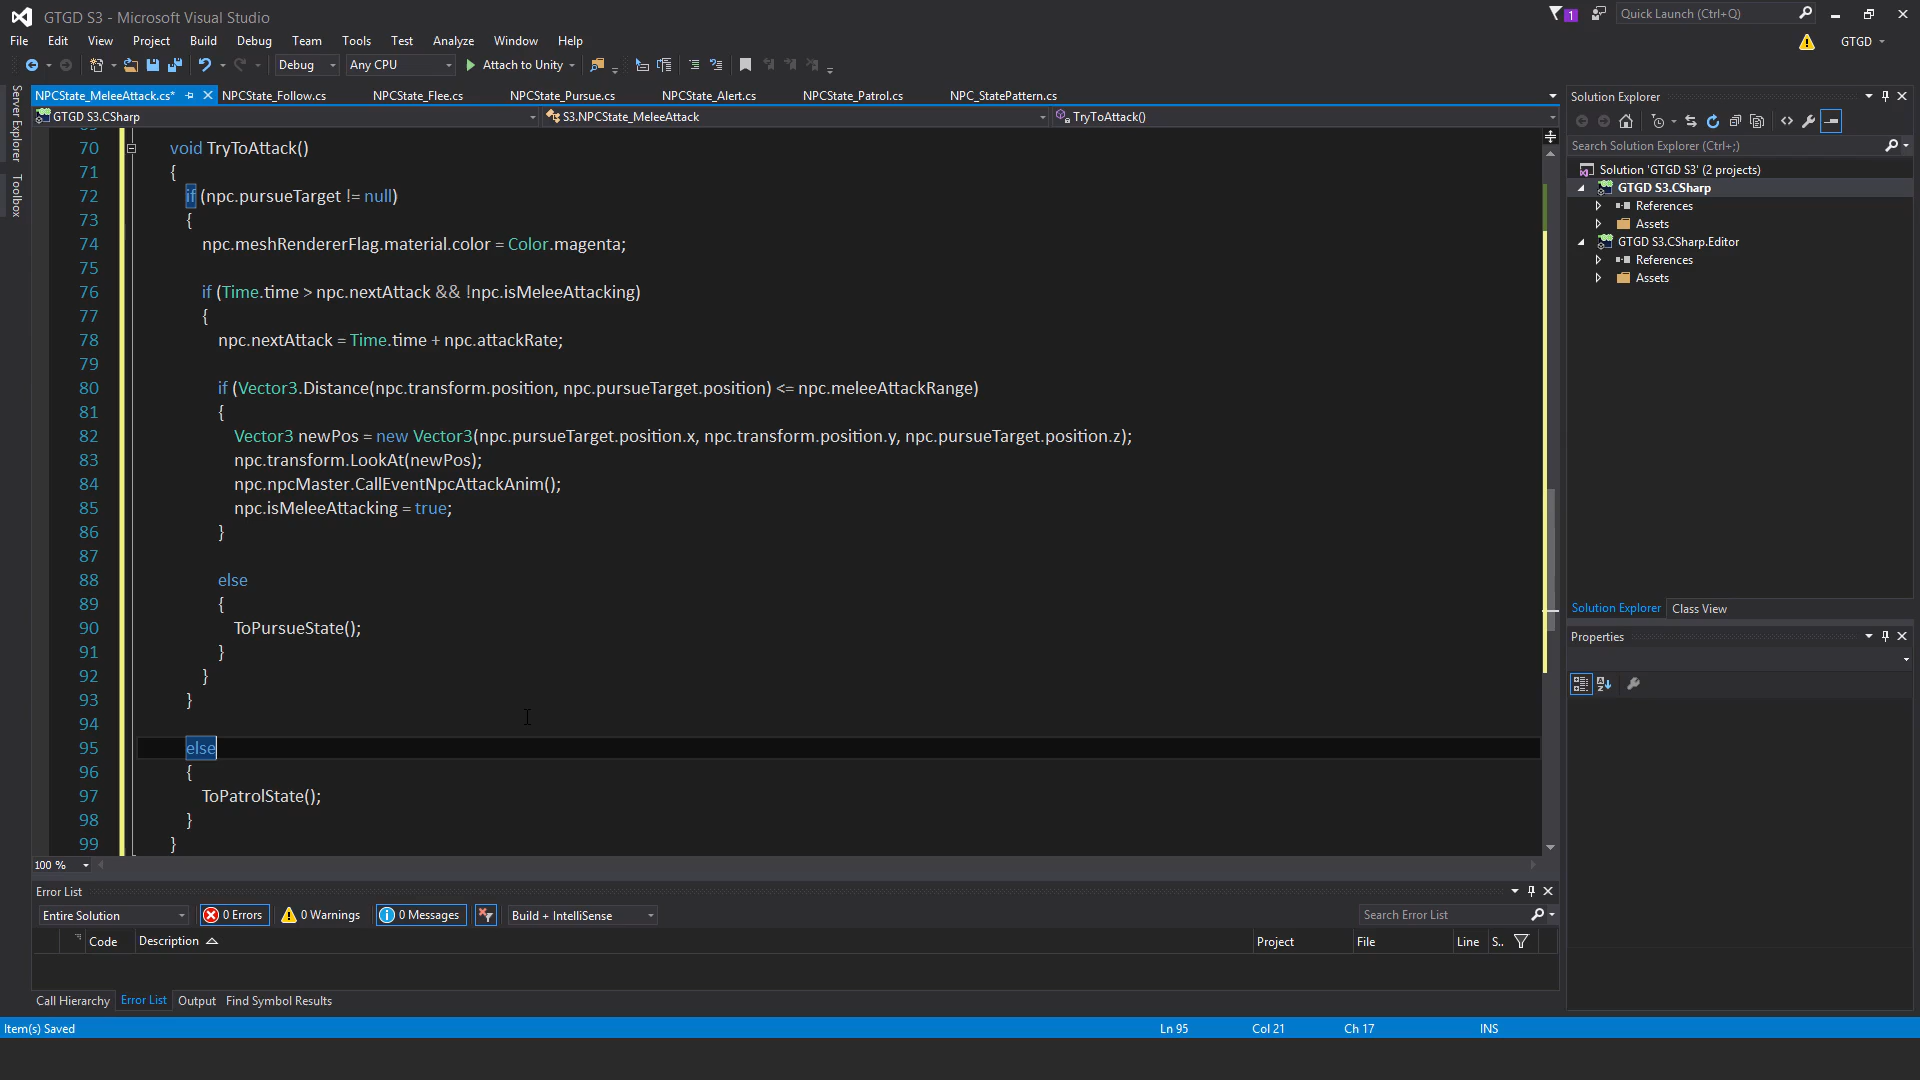 GTGD S3 - Microsoft Visual Studio
1
Quick Launch (Ctrl+Q)
File Edit View Project Build Debug Team Tools Test Analyze Window Help
GTGD
Debug Any CPU Attach to Unity
Server Explorer
Toolbox
NPCState_MeleeAttack.cs* NPCState_Follow.cs NPCState_Flee.cs NPCState_Pursue.cs NPCState_Alert.cs NPCState_Patrol.cs NPC_StatePattern.cs
GTGD S3.CSharp S3.NPCState_MeleeAttack TryToAttack()
70 void TryToAttack()
71 {
72 if (npc.pursueTarget != null)
73 {
74 npc.meshRendererFlag.material.color = Color.magenta;
75
76 if (Time.time > npc.nextAttack && !npc.isMeleeAttacking)
77 {
78 npc.nextAttack = Time.time + npc.attackRate;
79
80 if (Vector3.Distance(npc.transform.position, npc.pursueTarget.position) <= npc.meleeAttackRange)
81 {
82 Vector3 newPos = new Vector3(npc.pursueTarget.position.x, npc.transform.position.y, npc.pursueTarget.position.z);
83 npc.transform.LookAt(newPos);
84 npc.npcMaster.CallEventNpcAttackAnim();
85 npc.isMeleeAttacking = true;
86 }
87
88 else
89 {
90 ToPursueState();
91 }
92 }
93 }
94
95 else
96 {
97 ToPatrolState();
98 }
99 }
100 %
Solution Explorer
Search Solution Explorer (Ctrl+;)
Solution 'GTGD S3' (2 projects)
GTGD S3.CSharp
References
Assets
GTGD S3.CSharp.Editor
References
Assets
Solution Explorer Class View
Properties
Error List
Entire Solution 0 Errors 0 Warnings 0 Messages Build + IntelliSense Search Error List
Code Description Project File Line S..
Call Hierarchy Error List Output Find Symbol Results
Item(s) Saved Ln 95 Col 21 Ch 17 INS